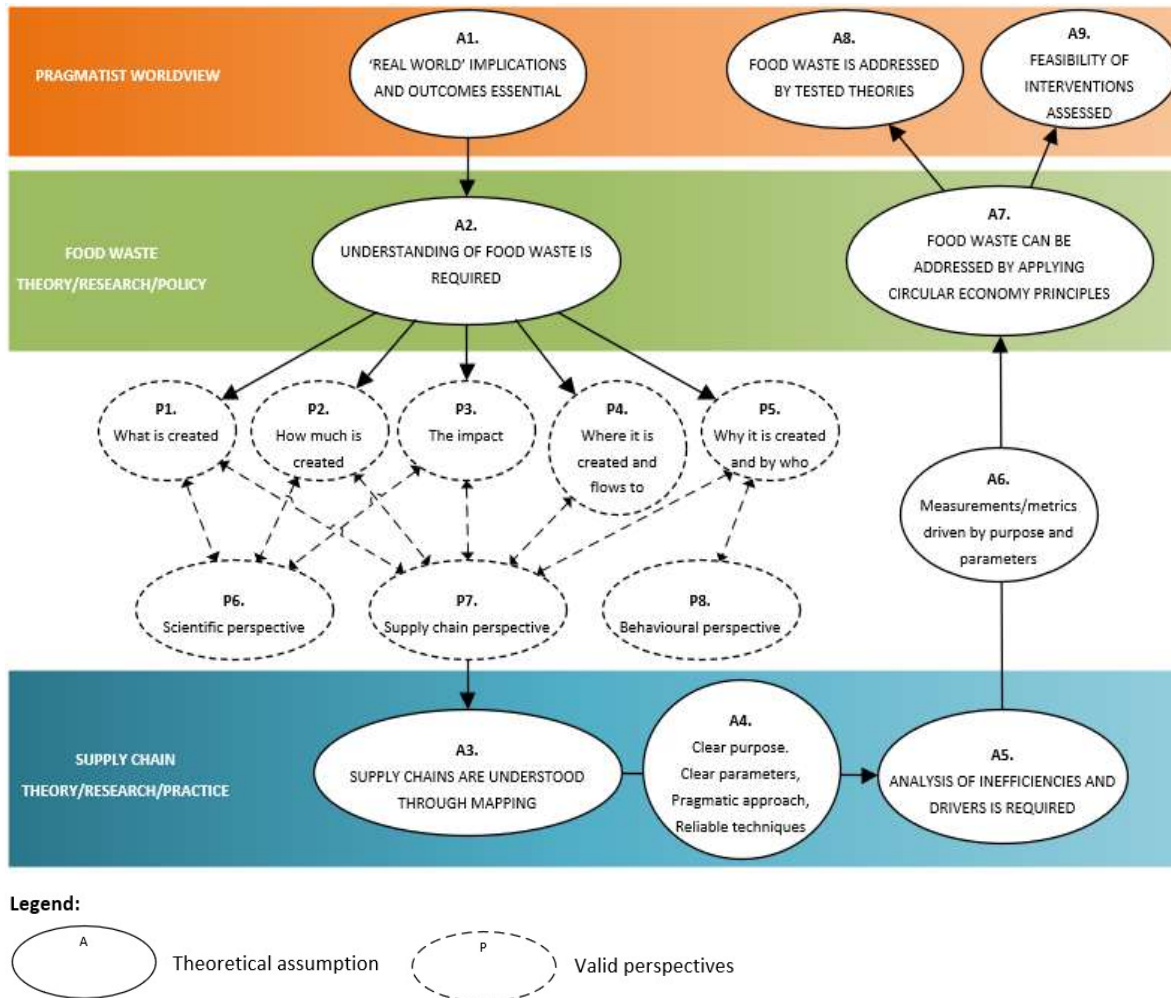 PRAGMATIST WORLDVIEW
A1.
‘REAL WORLD’ IMPLICATIONS
AND OUTCOMES ESSENTIAL
A8.
FOOD WASTE IS ADDRESSED
BY TESTED THEORIES
A9.
FEASIBILITY OF
INTERVENTIONS
ASSESSED
FOOD WASTE
THEORY/RESEARCH/POLICY
A2.
UNDERSTANDING OF FOOD WASTE IS
REQUIRED
A7.
FOOD WASTE CAN BE
ADDRESSED BY APPLYING
CIRCULAR ECONOMY PRINCIPLES
P1.
What is created
P2.
How much is
created
P3.
The impact
P4.
Where it is
created and
flows to
P5.
Why it is created
and by who
A6.
Measurements/metrics
driven by purpose and
parameters
P6.
Scientific perspective
P7.
Supply chain perspective
P8.
Behavioural perspective
SUPPLY CHAIN
THEORY/RESEARCH/PRACTICE
A3.
SUPPLY CHAINS ARE UNDERSTOOD
THROUGH MAPPING
A4.
Clear purpose.
Clear parameters,
Pragmatic approach,
Reliable techniques
A5.
ANALYSIS OF INEFFICIENCIES AND
DRIVERS IS REQUIRED
Legend:
A
Theoretical assumption
P
Valid perspectives